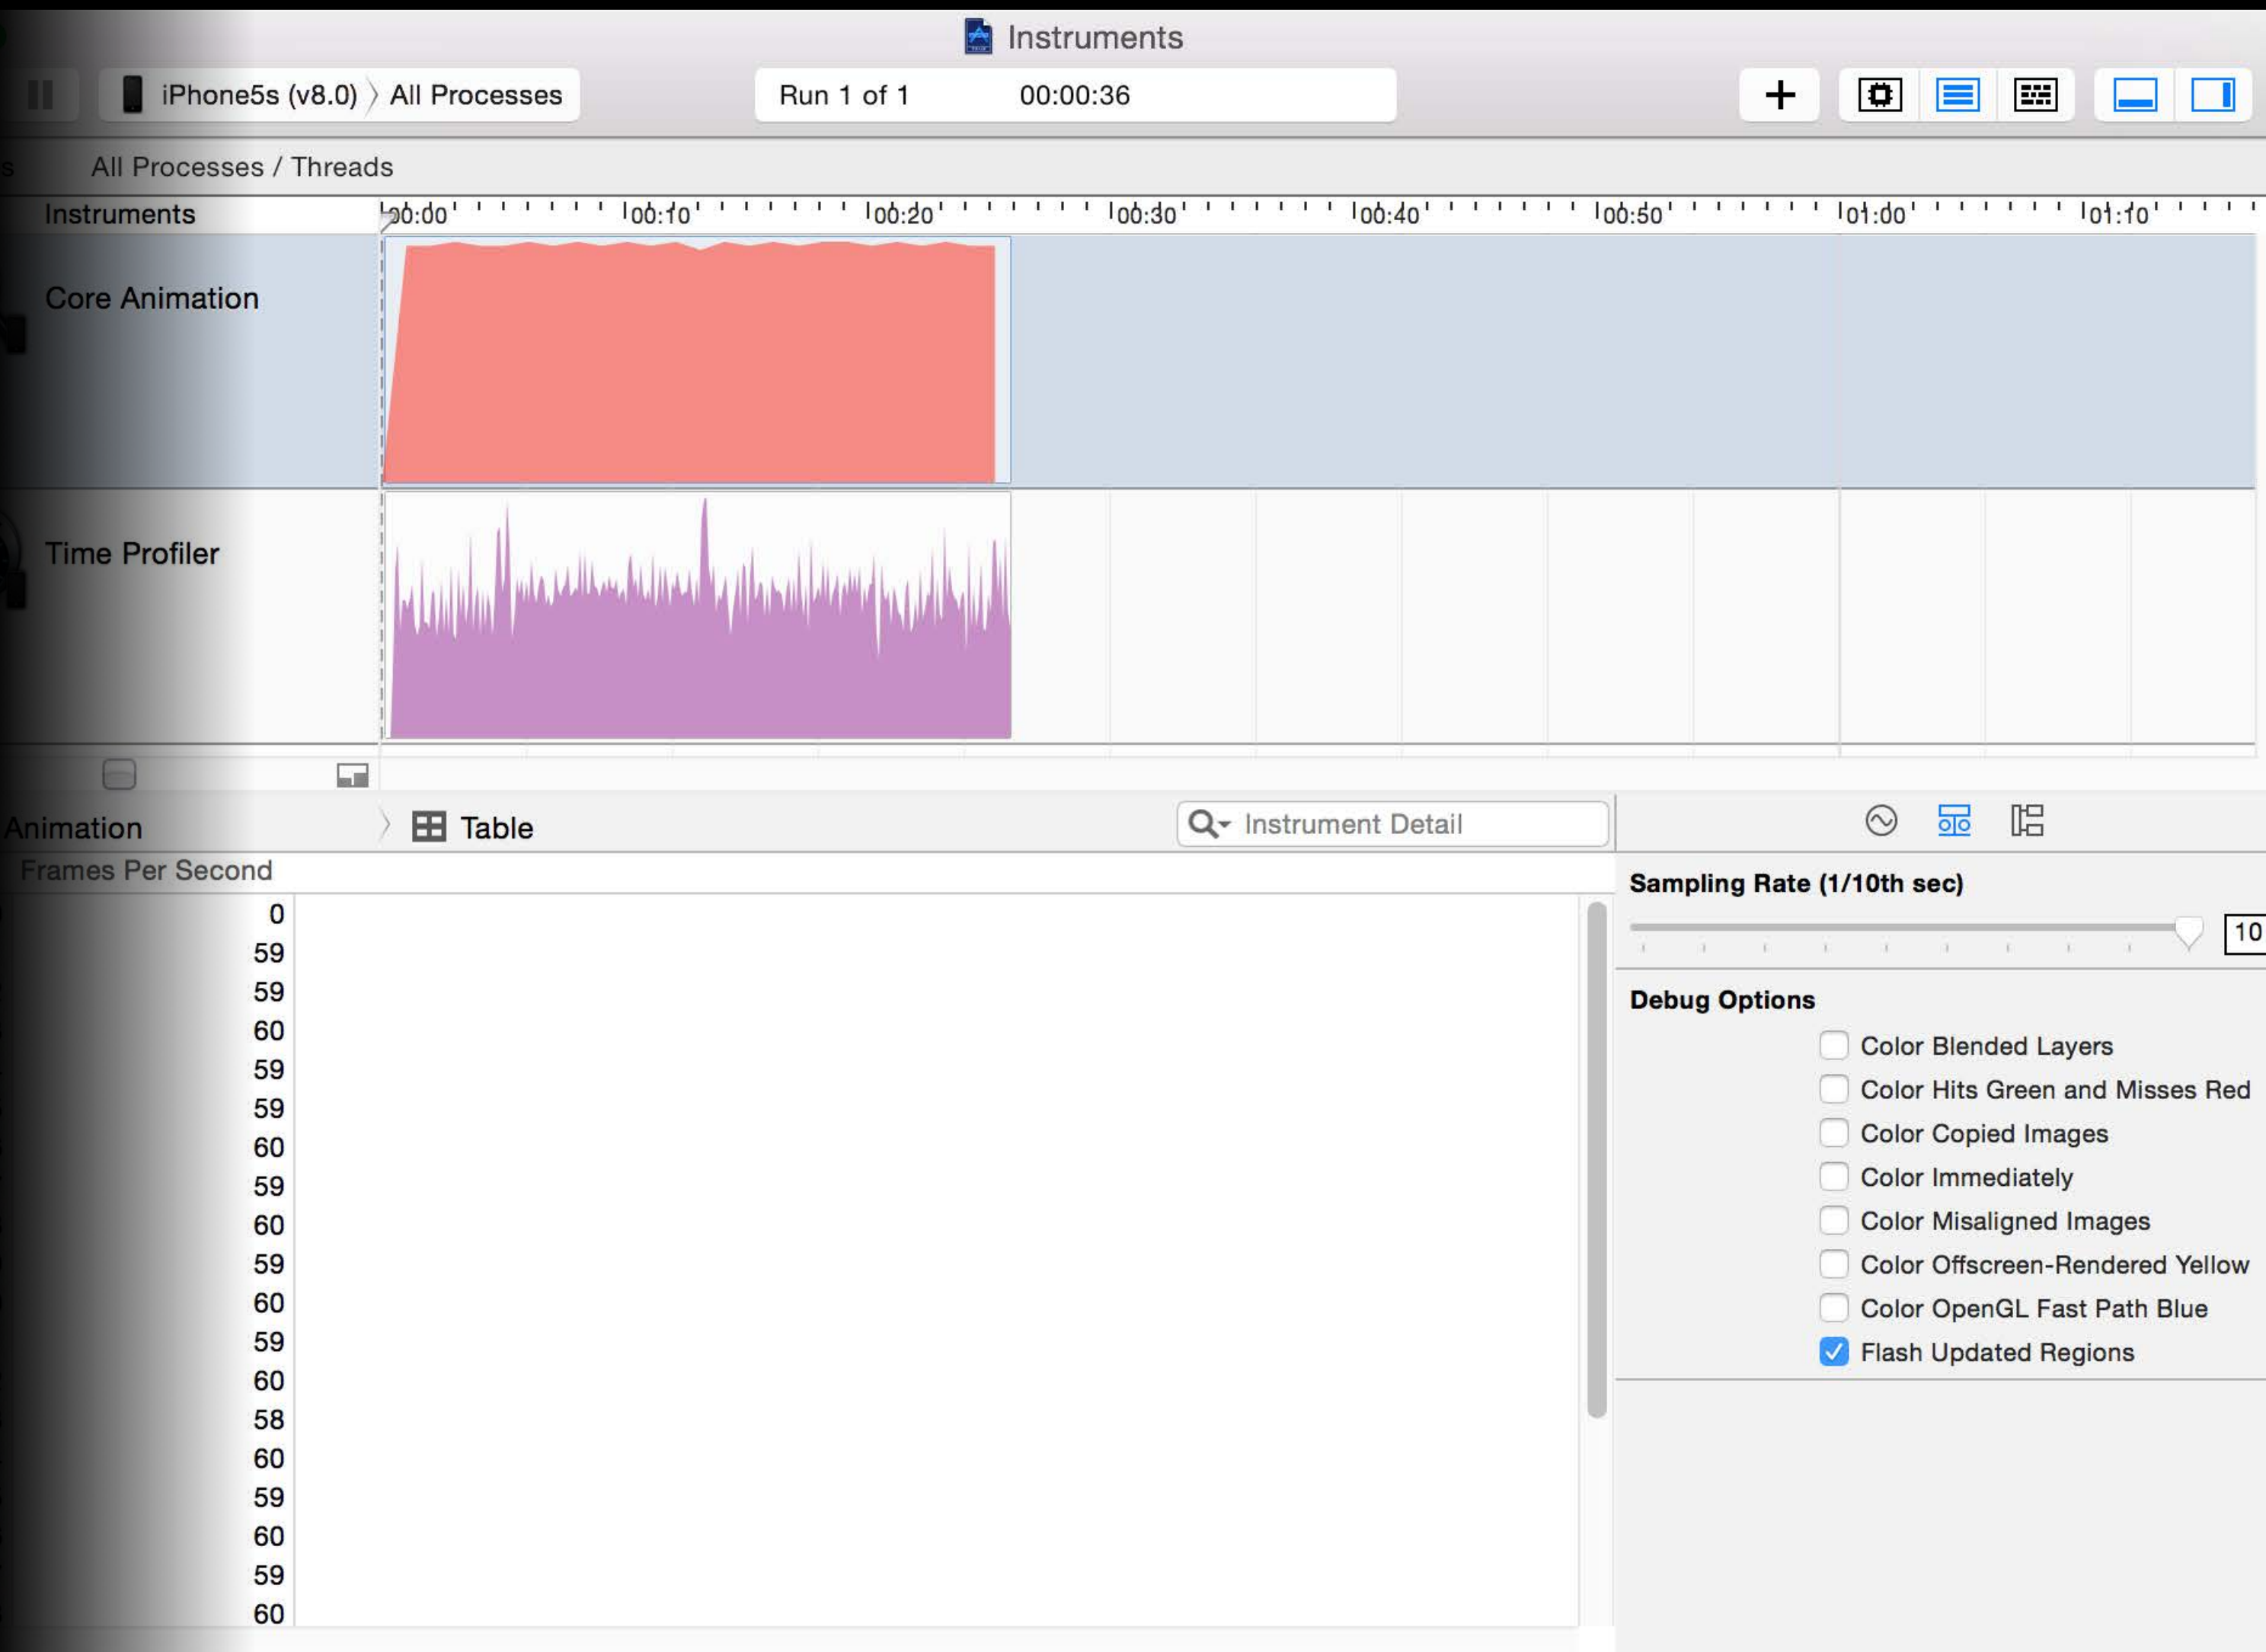 Instruments
iPhone5s (v8.0) 〉 All Processes
Run 1 of 1 00:00:36
s All Processes / Threads
Instruments 00:00 00:10 00:20 00:30 00:40 00:50 01:00 01:10
Core Animation
Time Profiler
Animation 〉 Table Instrument Detail
Frames Per Second
0
59
59
60
59
59
60
59
60
59
60
59
60
58
60
59
60
59
60
Sampling Rate (1/10th sec)
10
Debug Options
Color Blended Layers
Color Hits Green and Misses Red
Color Copied Images
Color Immediately
Color Misaligned Images
Color Offscreen-Rendered Yellow
Color OpenGL Fast Path Blue
Flash Updated Regions